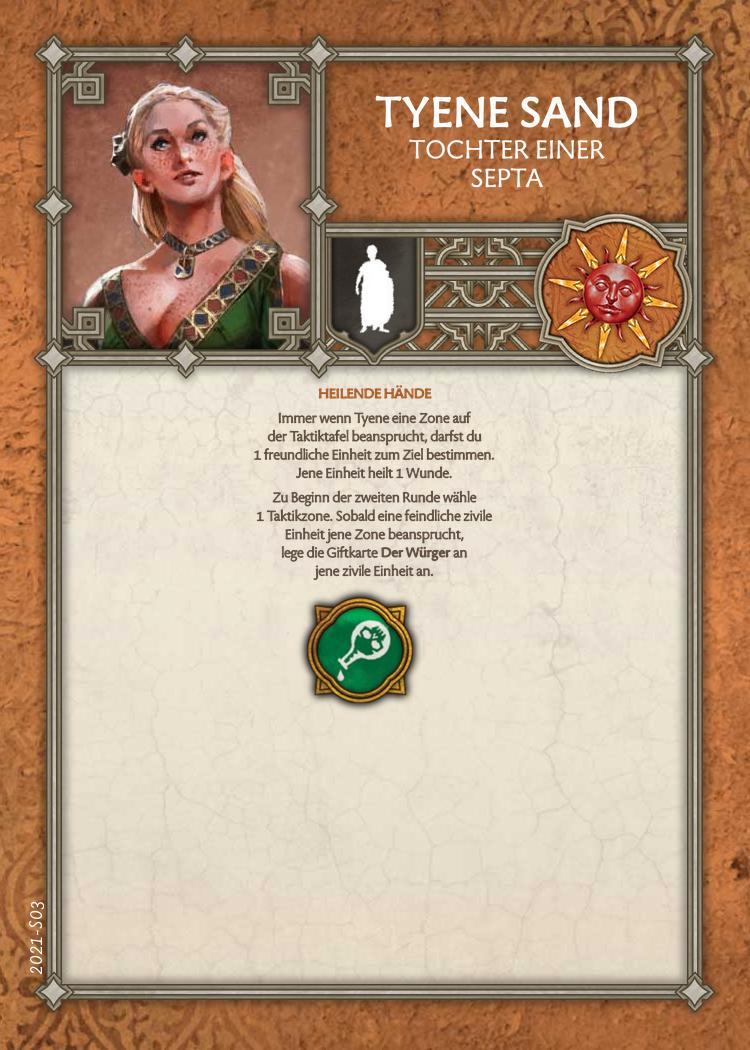 TYENE SAND
TOCHTER EINER
SEPTA
HEILENDE HÄNDE
Immer wenn Tyene eine Zone auf
der Taktiktafel beansprucht, darfst du
1 freundliche Einheit zum Ziel bestimmen.
Jene Einheit heilt 1 Wunde.
Zu Beginn der zweiten Runde wähle
1 Taktikzone. Sobald eine feindliche zivile
Einheit jene Zone beansprucht,
lege die Giftkarte Der Würger an
jene zivile Einheit an.
2021-S03